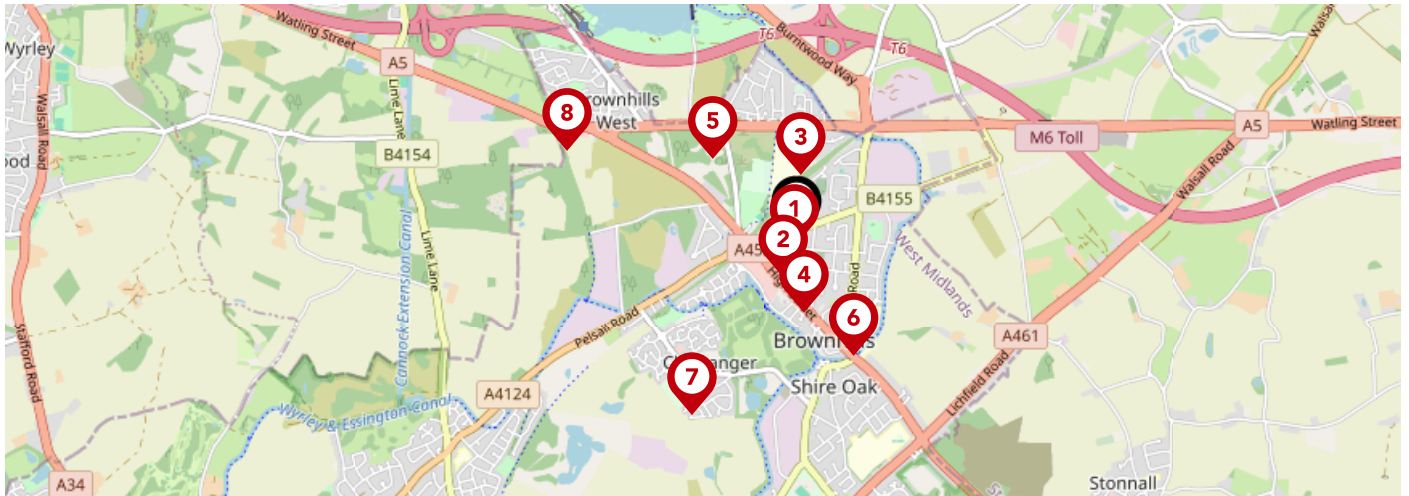 Watling Street
T6
Burntwood Way
T6
Wyrley
A5
Walsall Road
Lime Lane
Brownhills
West
8
5
3
M6 Toll
A5
Watling Street
B4154
Walsall Road
B4155
1
2
A45
4
Road
West Midlands
Cannock Extension Canal
Lime Lane
Pelsall Road
6
Brownhills
A461
Stafford Road
7
Shire Oak
A4124
Wyrley & Essington Canal
Lichfield Road
A34
Stonnall